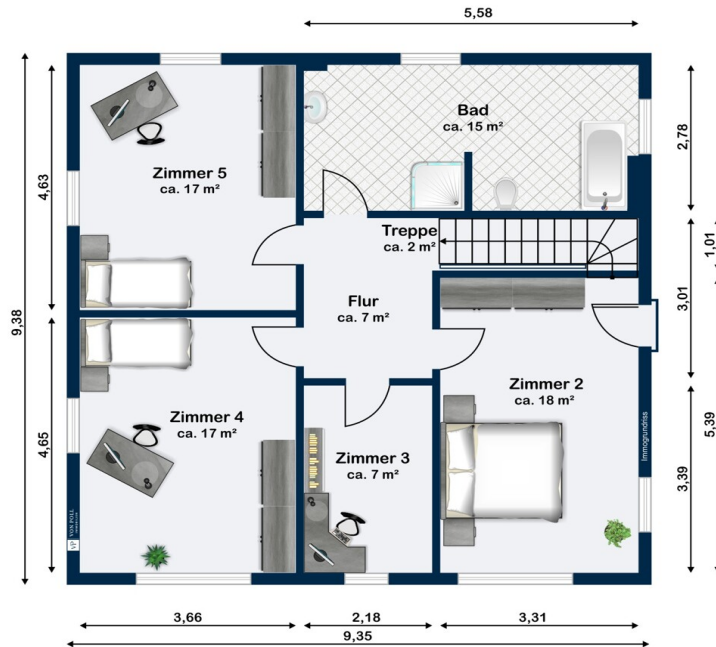 5,58
Bad
ca. 15 m²
Zimmer 5
ca. 17 m²
4,63
2,78
Treppe
ca. 2 m²
1,01
3,01
Flur
ca. 7 m²
9,38
Zimmer 2
ca. 18 m²
Zimmer 4
ca. 17 m²
Zimmer 3
ca. 7 m²
4,65
Immogrundriss
5,39
3,39
VP VON POLL
3,66
2,18
3,31
9,35